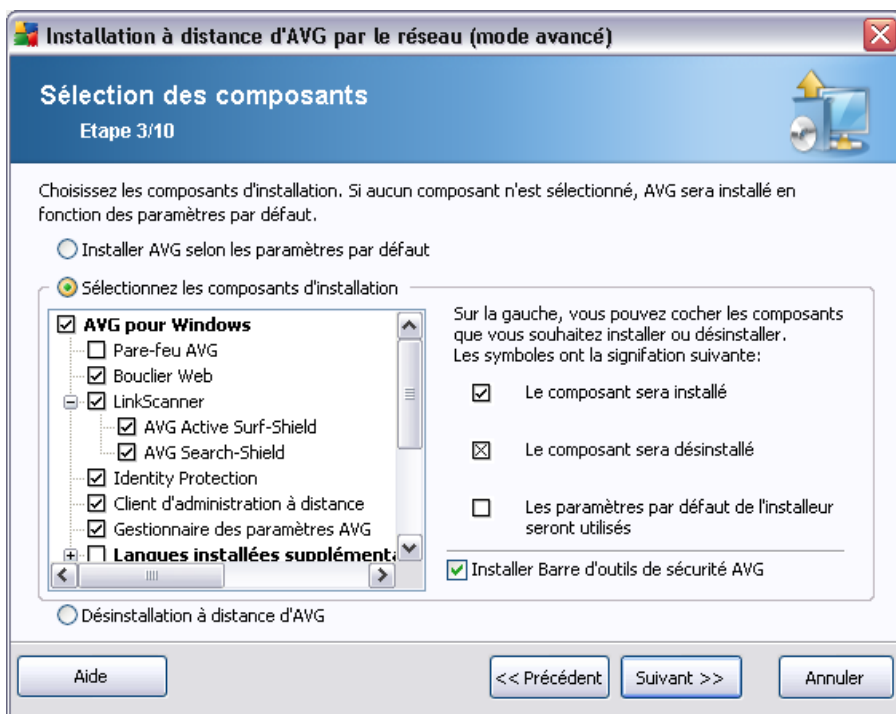 Installation à distance d'AVG par le réseau (mode avancé)
Sélection des composants
Etape 3/10
Choisissez les composants d'installation. Si aucun composant n'est sélectionné, AVG sera installé en
fonction des paramètres par défaut.
Installer AVG selon les paramètres par défaut
Sélectionnez les composants d'installation
AVG pour Windows
Pare-feu AVG
Bouclier Web
LinkScanner
AVG Active Surf-Shield
AVG Search-Shield
Identity Protection
Client d'administration à distance
Gestionnaire des paramètres AVG
Langues installées supplémenta
Sur la gauche, vous pouvez cocher les composants
que vous souhaitez installer ou désinstaller.
Les symboles ont la signifation suivante:
Le composant sera installé
Le composant sera désinstallé
Les paramètres par défaut de l'installeur
seront utilisés
Installer Barre d'outils de sécurité AVG
Désinstallation à distance d'AVG
Aide
<< Précédent
Suivant >>
Annuler